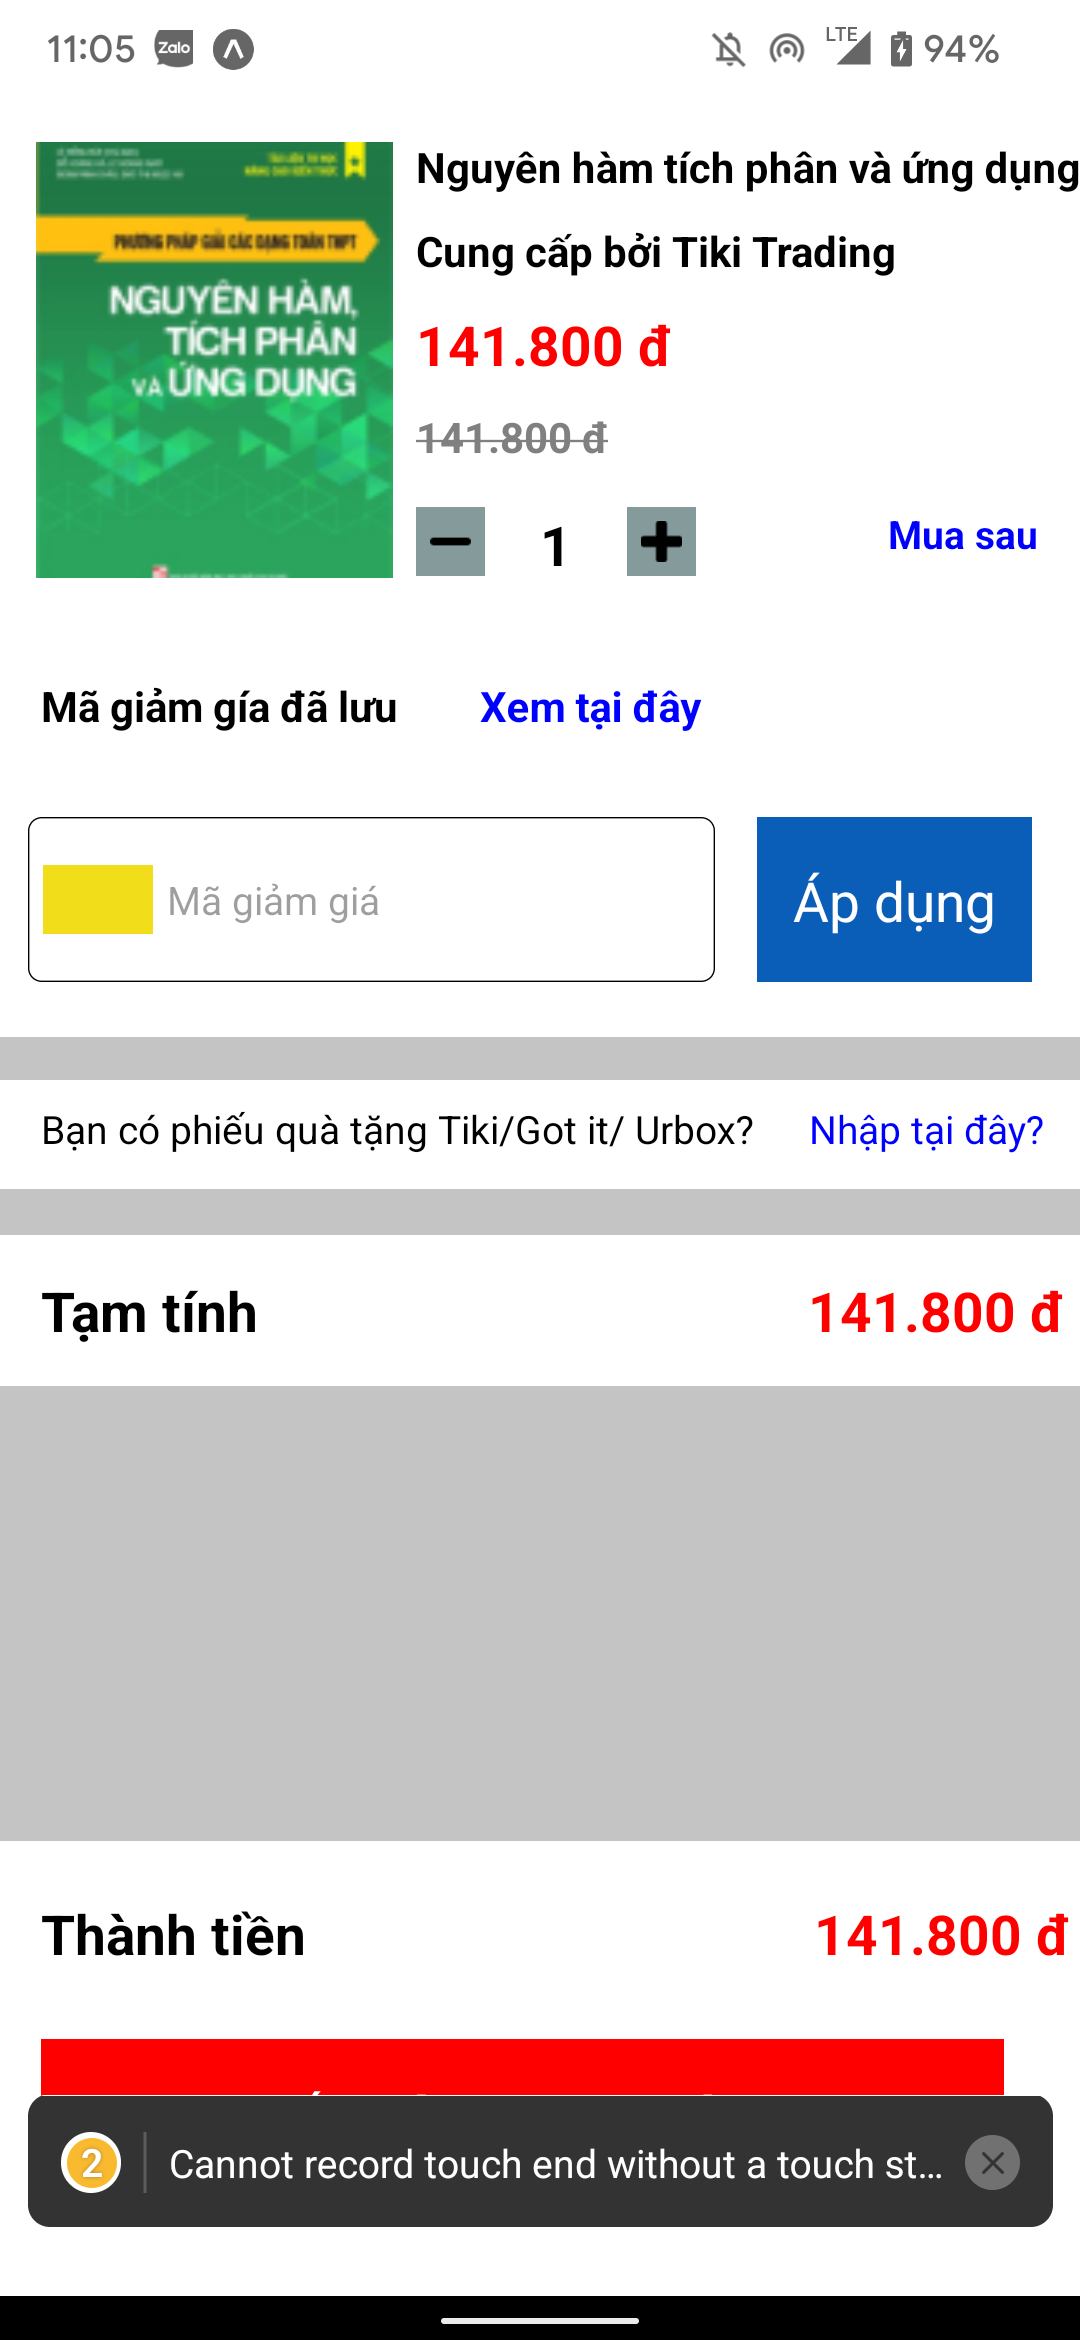 11:05 Zalo LTE 94%
PHƯƠNG PHÁP GIẢI CÁC DẠNG TOÁN THPT
NGUYÊN HÀM,
TÍCH PHÂN
VÀ ỨNG DỤNG
Nguyên hàm tích phân và ứng dụng
Cung cấp bởi Tiki Trading
141.800 đ
141.800 đ
1
Mua sau
Mã giảm gía đã lưu Xem tại đây
Mã giảm giá Áp dụng
Bạn có phiếu quà tặng Tiki/Got it/ Urbox? Nhập tại đây?
Tạm tính 141.800 đ
Thành tiền 141.800 đ
2 Cannot record touch end without a touch st...